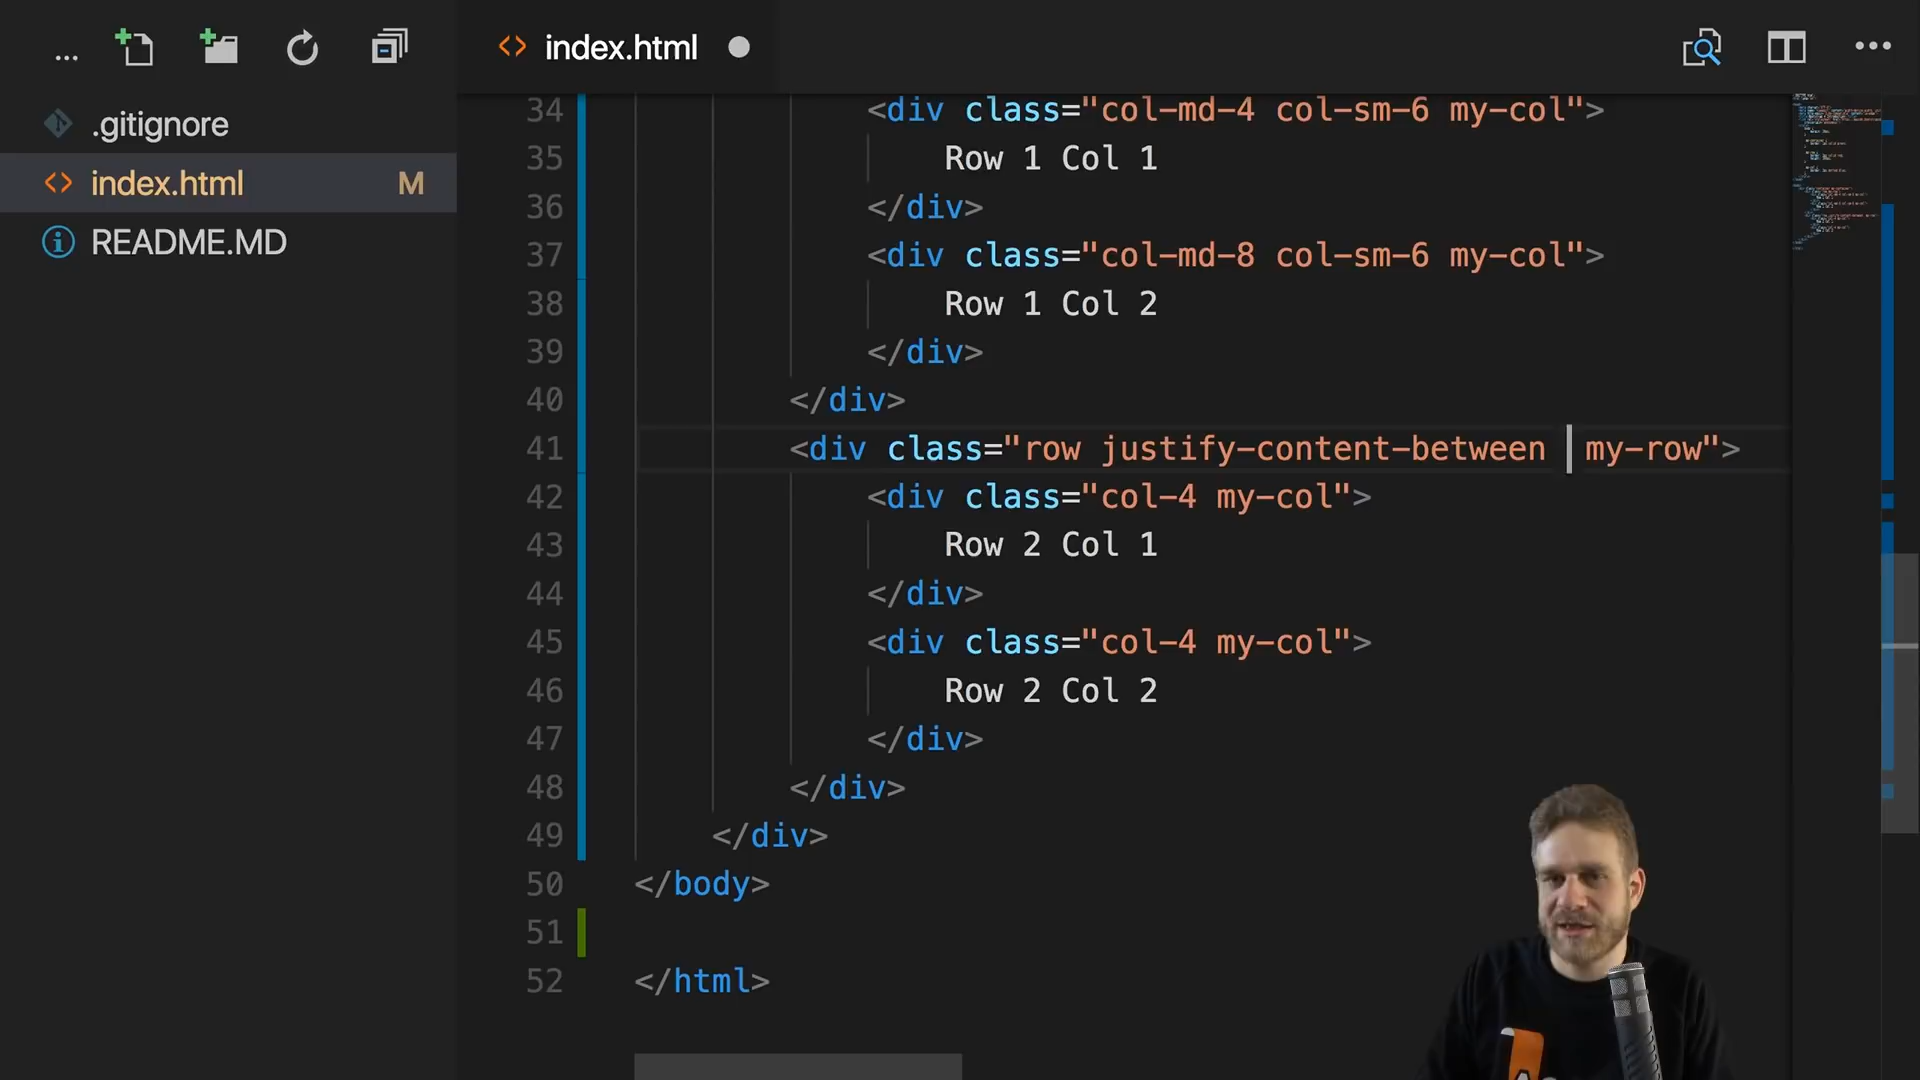 ...
index.html
.gitignore
index.html M
README.MD
34 <div class="col-md-4 col-sm-6 my-col">
35 Row 1 Col 1
36 </div>
37 <div class="col-md-8 col-sm-6 my-col">
38 Row 1 Col 2
39 </div>
40 </div>
41 <div class="row justify-content-between  my-row">
42 <div class="col-4 my-col">
43 Row 2 Col 1
44 </div>
45 <div class="col-4 my-col">
46 Row 2 Col 2
47 </div>
48 </div>
49 </div>
50 </body>
51
52 </html>